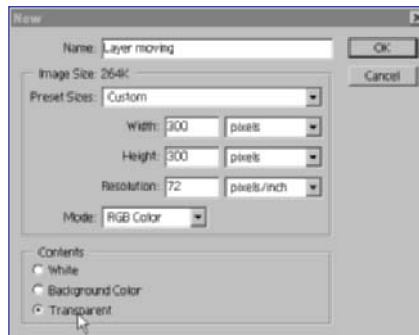 New
Name: Layer moving
OK
Image Size: 264K
Cancel
Preset Sizes: Custom
Width: 300 pixels
Height: 300 pixels
Resolution: 72 pixels/inch
Mode: RGB Color
Contents
White
Background Color
Transparent